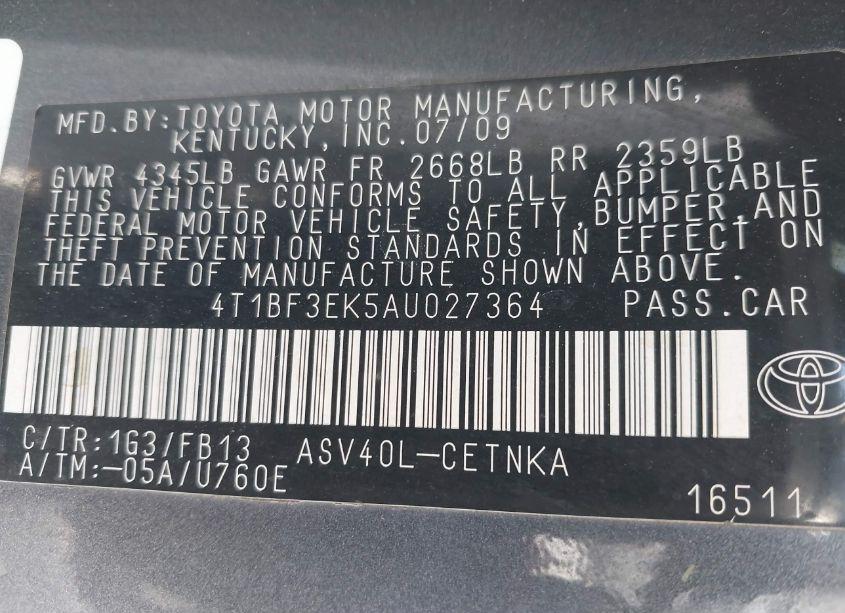 MFD.BY:TOYOTA MOTOR MANUFACTURING,
KENTUCKY,INC.07/09
GVWR 4345LB GAWR FR 2668LB RR 2359LB
THIS VEHICLE CONFORMS TO ALL APPLICABLE
FEDERAL MOTOR VEHICLE SAFETY,BUMPER,AND
THEFT PREVENTION STANDARDS IN EFFECT ON
THE DATE OF MANUFACTURE SHOWN ABOVE.
4T1BF3EK5AU027364 PASS.CAR
C/TR:1G3/FB13 ASV40L-CETNKA
A/TM:-05A/U760E
16511